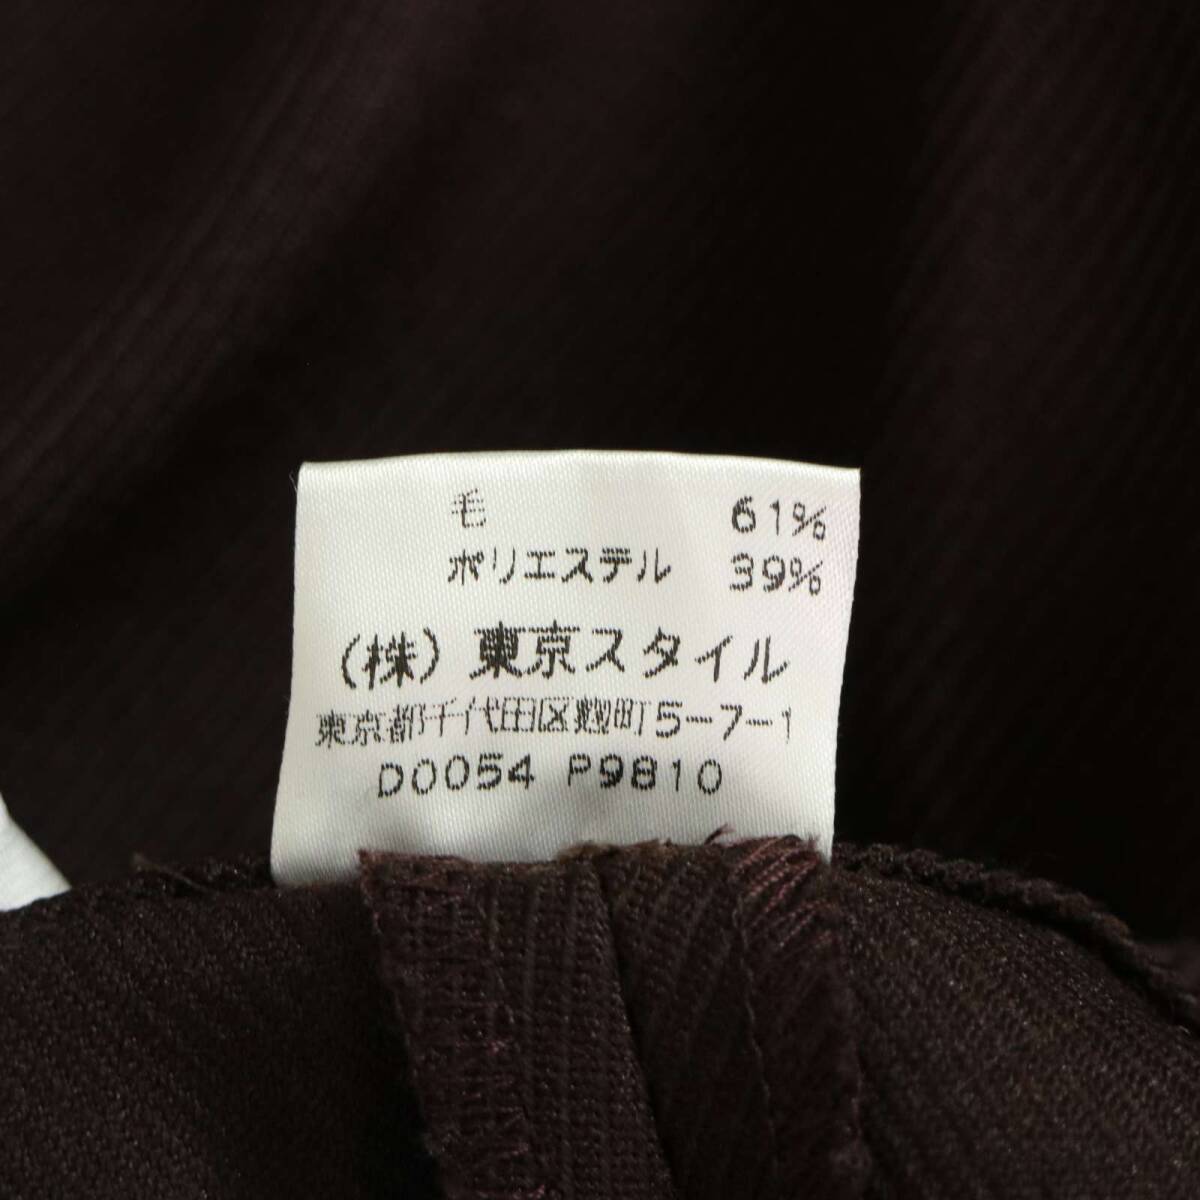 毛 61%
ポリエステル 39%
(株) 東京スタイル
東京都千代田区麹町5-7-1
D0054 P9810